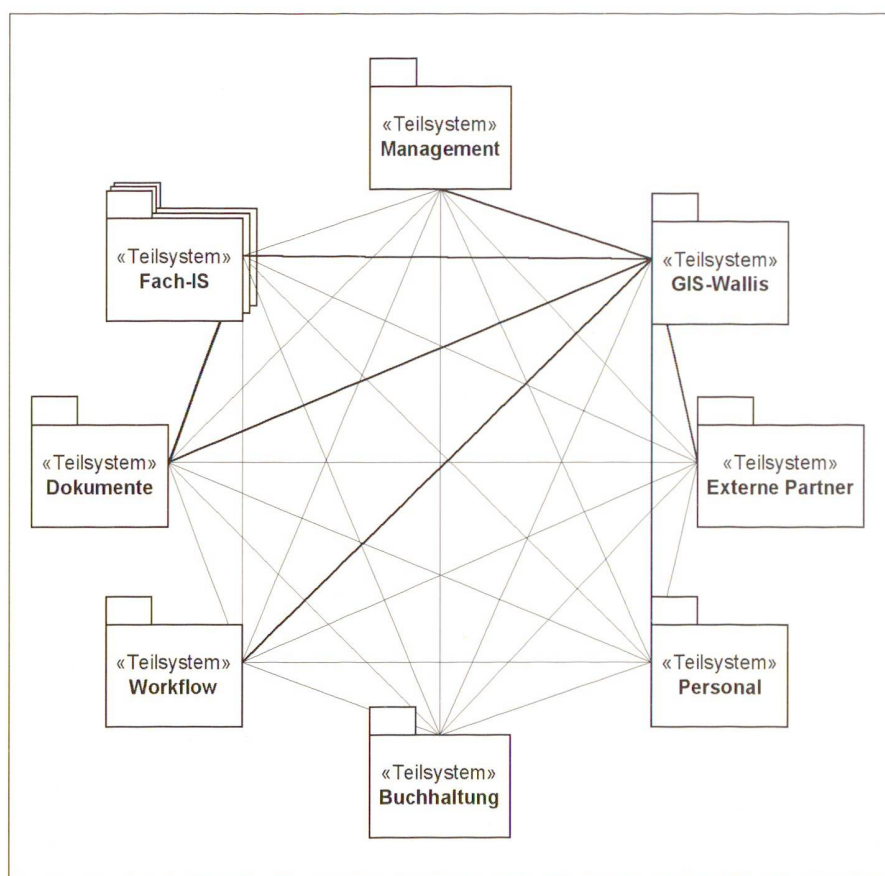 «Teilsystem»
Management
«Teilsystem»
Fach-IS
«Teilsystem»
GIS-Wallis
«Teilsystem»
Dokumente
«Teilsystem»
Externe Partner
«Teilsystem»
Workflow
«Teilsystem»
Personal
«Teilsystem»
Buchhaltung